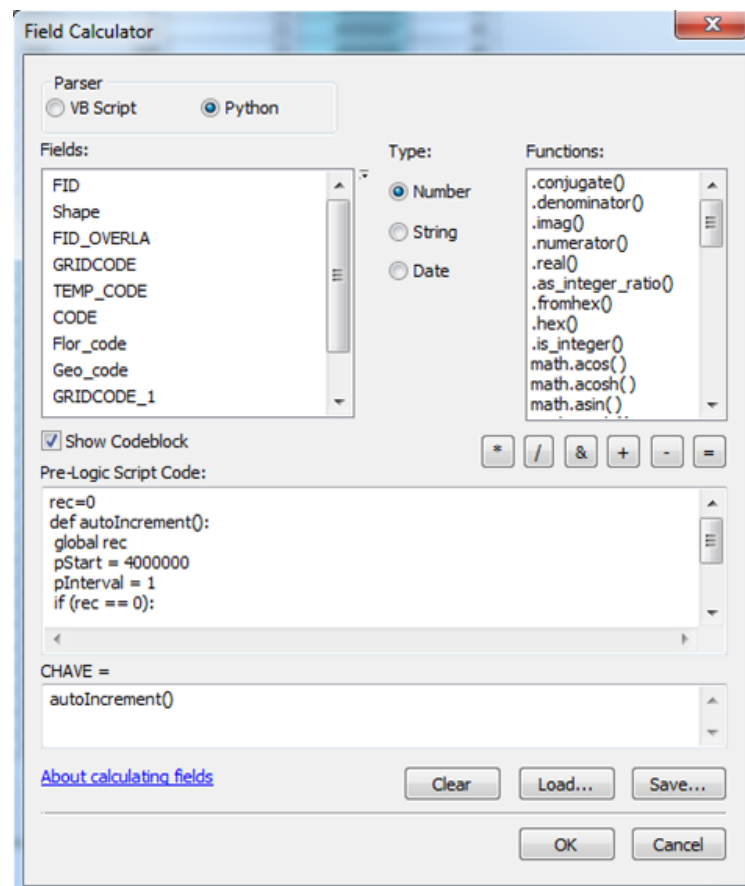 Field Calculator
Parser
VB Script
Python
Fields:
FID
Shape
FID_OVERLA
GRIDCODE
TEMP_CODE
CODE
Flor_code
Geo_code
GRIDCODE_1
Type:
Number
String
Date
Functions:
.conjugate()
.denominator()
.imag()
.numerator()
.real()
.as_integer_ratio()
.fromhex()
.hex()
.is_integer()
math.acos( )
math.acosh( )
math.asin( )
Show Codeblock
* / & + - =
Pre-Logic Script Code:
rec=0
def autoIncrement():
 global rec
 pStart = 4000000
 pInterval = 1
 if (rec == 0):
CHAVE =
autoIncrement()
About calculating fields
Clear
Load...
Save...
OK
Cancel